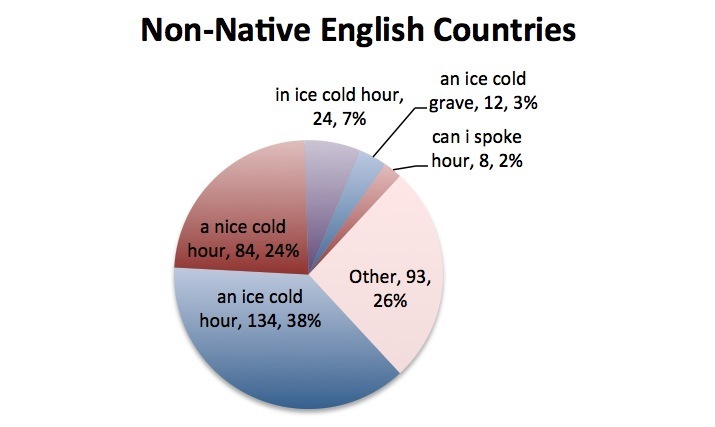 Non-Native English Countries
an ice cold
grave, 12, 3%
in ice cold hour,
24, 7%
can i spoke
hour, 8, 2%
a nice cold
hour, 84, 24%
Other, 93,
26%
an ice cold
hour, 134, 38%